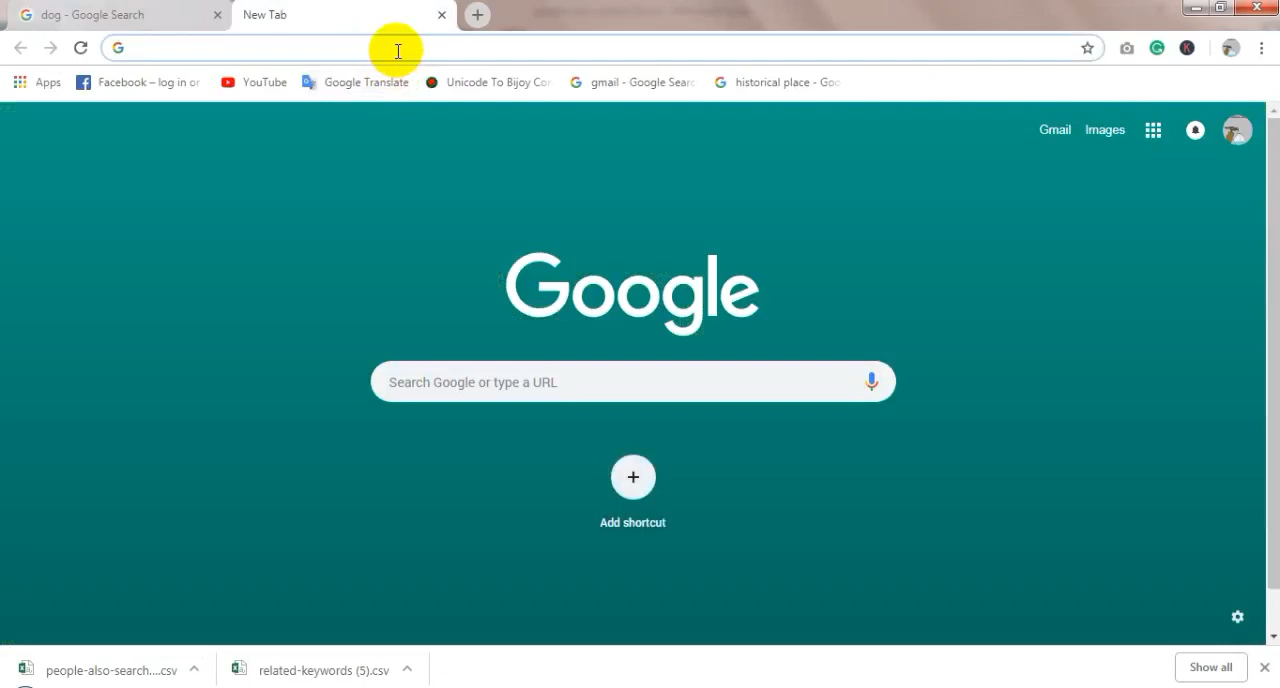 dog - Google Search
New Tab
Apps
Facebook – log in or
YouTube
Google Translate
Unicode To Bijoy Con
gmail - Google Searc
historical place - Goo
Gmail
Images
Google
Search Google or type a URL
Add shortcut
people-also-search....csv
related-keywords (5).csv
Show all